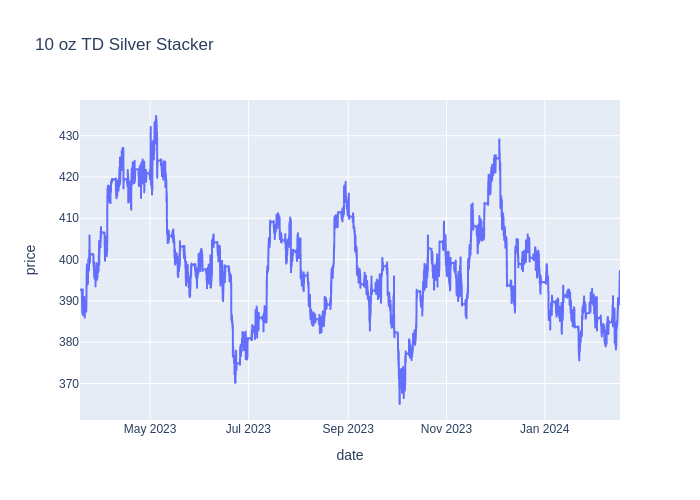 10 oz TD Silver Stacker
price
430
420
410
400
390
380
370
May 2023
Jul 2023
Sep 2023
Nov 2023
Jan 2024
date